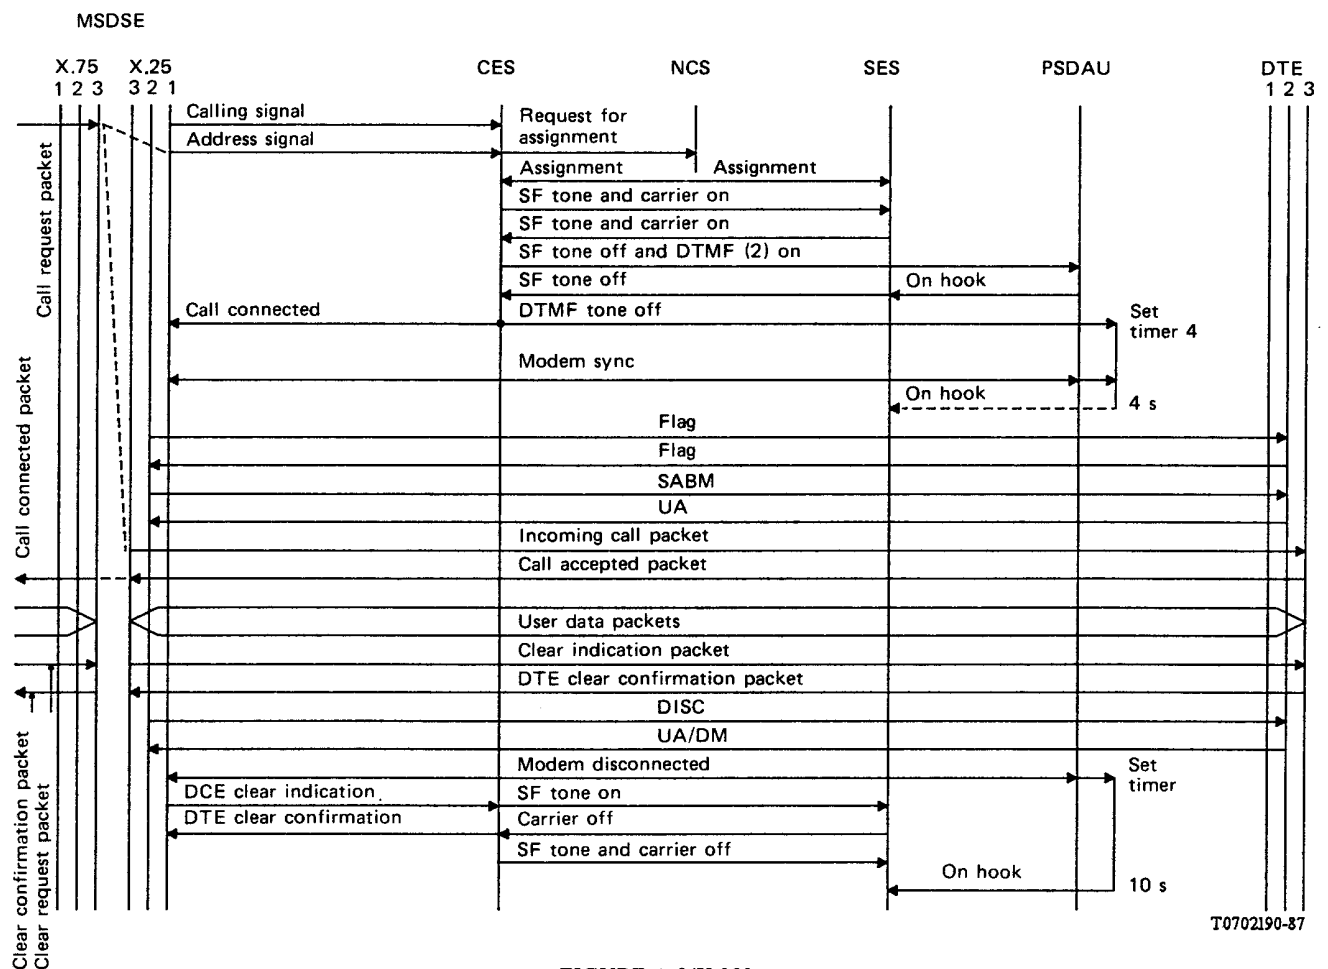 MSDSE
X.75 X.25 CES NCS SES PSDAU DTE
1 2 3 3 2 1 1 2 3
Calling signal
Request for
assignment
Address signal
Assignment Assignment
SF tone and carrier on
SF tone and carrier on
SF tone off and DTMF (2) on
SF tone off On hook
Call connected DTMF tone off Set
timer 4
Modem sync
On hook 4 s
Flag
Flag
SABM
UA
Incoming call packet
Call accepted packet
User data packets
Clear indication packet
DTE clear confirmation packet
DISC
UA/DM
Modem disconnected Set
timer
DCE clear indication SF tone on
DTE clear confirmation Carrier off
SF tone and carrier off
On hook 10 s
Call request packet
Call connected packet
Clear confirmation packet
Clear request packet
T0702190-87